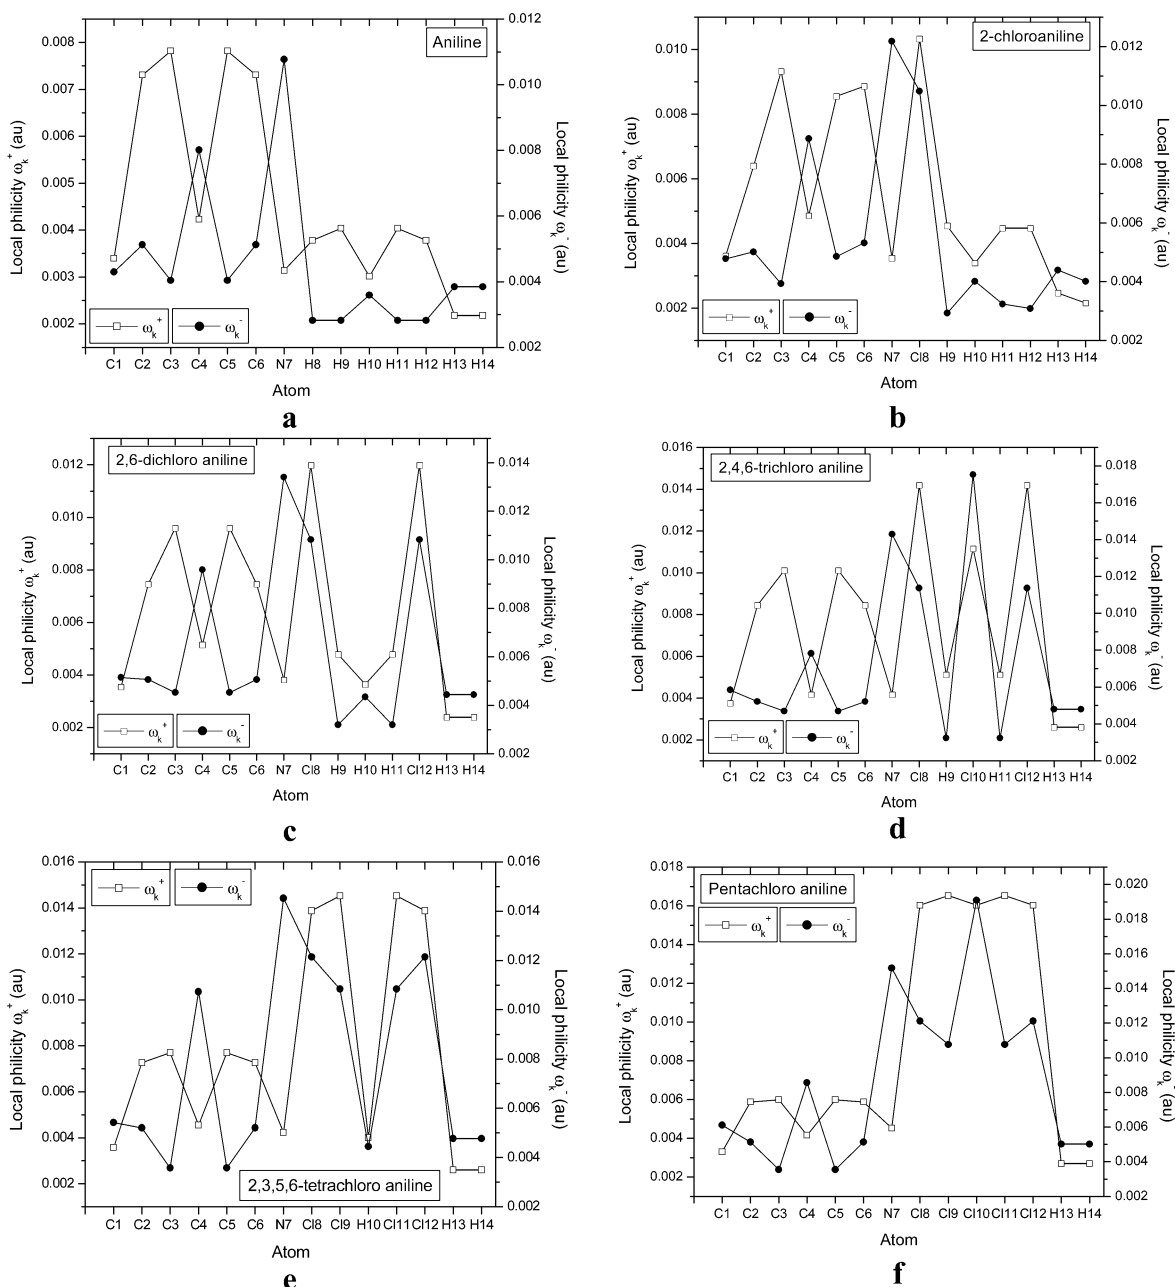 Aniline
0.008
0.007
0.006
0.005
0.004
0.003
0.002
Local philicity ωk+ (au)
0.012
0.010
0.008
0.006
0.004
0.002
Local philicity ωk- (au)
ωk+ ωk-
C1 C2 C3 C4 C5 C6 N7 H8 H9 H10 H11 H12 H13 H14
Atom
a
2-chloroaniline
0.010
0.008
0.006
0.004
0.002
Local philicity ωk+ (au)
0.012
0.010
0.008
0.006
0.004
0.002
Local philicity ωk- (au)
ωk+ ωk-
C1 C2 C3 C4 C5 C6 N7 Cl8 H9 H10 H11 H12 H13 H14
Atom
b
2,6-dichloro aniline
0.012
0.010
0.008
0.006
0.004
0.002
Local philicity ωk+ (au)
0.014
0.012
0.010
0.008
0.006
0.004
0.002
Local philicity ωk- (au)
ωk+ ωk-
C1 C2 C3 C4 C5 C6 N7 Cl8 H9 H10 H11 Cl12 H13 H14
Atom
c
2,4,6-trichloro aniline
0.016
0.014
0.012
0.010
0.008
0.006
0.004
0.002
Local philicity ωk+ (au)
0.018
0.016
0.014
0.012
0.010
0.008
0.006
0.004
0.002
Local philicity ωk- (au)
ωk+ ωk-
C1 C2 C3 C4 C5 C6 N7 Cl8 H9 Cl10 H11 Cl12 H13 H14
Atom
d
ωk+ ωk-
0.016
0.014
0.012
0.010
0.008
0.006
0.004
0.002
Local philicity ωk+ (au)
0.016
0.014
0.012
0.010
0.008
0.006
0.004
0.002
Local philicity ωk- (au)
2,3,5,6-tetrachloro aniline
C1 C2 C3 C4 C5 C6 N7 Cl8 Cl9 H10 Cl11 Cl12 H13 H14
Atom
e
Pentachloro aniline
ωk+ ωk-
0.018
0.016
0.014
0.012
0.010
0.008
0.006
0.004
0.002
Local philicity ωk+ (au)
0.020
0.018
0.016
0.014
0.012
0.010
0.008
0.006
0.004
0.002
Local philicity ωk- (au)
C1 C2 C3 C4 C5 C6 N7 Cl8 Cl9 Cl10 Cl11 Cl12 H13 H14
Atom
f